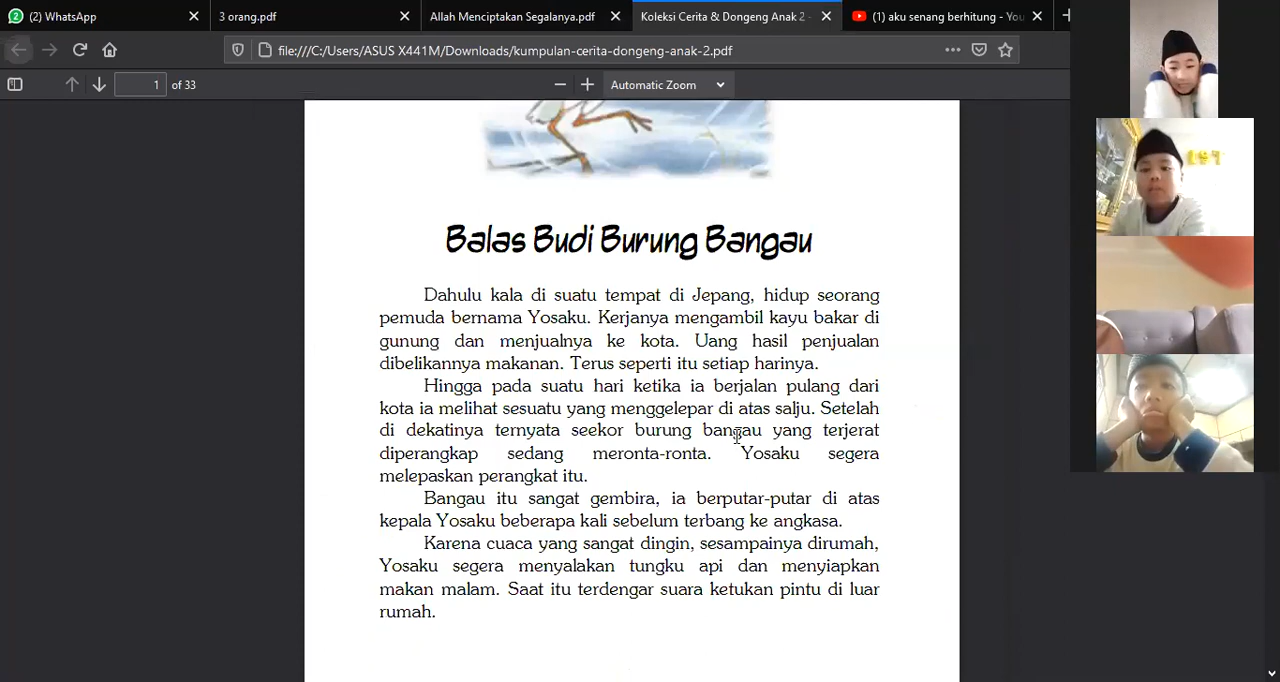 (2) WhatsApp
3 orang.pdf
Allah Menciptakan Segalanya.pdf
Koleksi Cerita & Dongeng Anak 2 -
(1) aku senang berhitung - You
file:///C:/Users/ASUS X441M/Downloads/kumpulan-cerita-dongeng-anak-2.pdf
1 of 33
Automatic Zoom
Balas Budi Burung Bangau
Dahulu kala di suatu tempat di Jepang, hidup seorang
pemuda bernama Yosaku. Kerjanya mengambil kayu bakar di
gunung dan menjualnya ke kota. Uang hasil penjualan
dibelikannya makanan. Terus seperti itu setiap harinya.
Hingga pada suatu hari ketika ia berjalan pulang dari
kota ia melihat sesuatu yang menggelepar di atas salju. Setelah
di dekatinya ternyata seekor burung bangau yang terjerat
diperangkap sedang meronta-ronta. Yosaku segera
melepaskan perangkat itu.
Bangau itu sangat gembira, ia berputar-putar di atas
kepala Yosaku beberapa kali sebelum terbang ke angkasa.
Karena cuaca yang sangat dingin, sesampainya dirumah,
Yosaku segera menyalakan tungku api dan menyiapkan
makan malam. Saat itu terdengar suara ketukan pintu di luar
rumah.